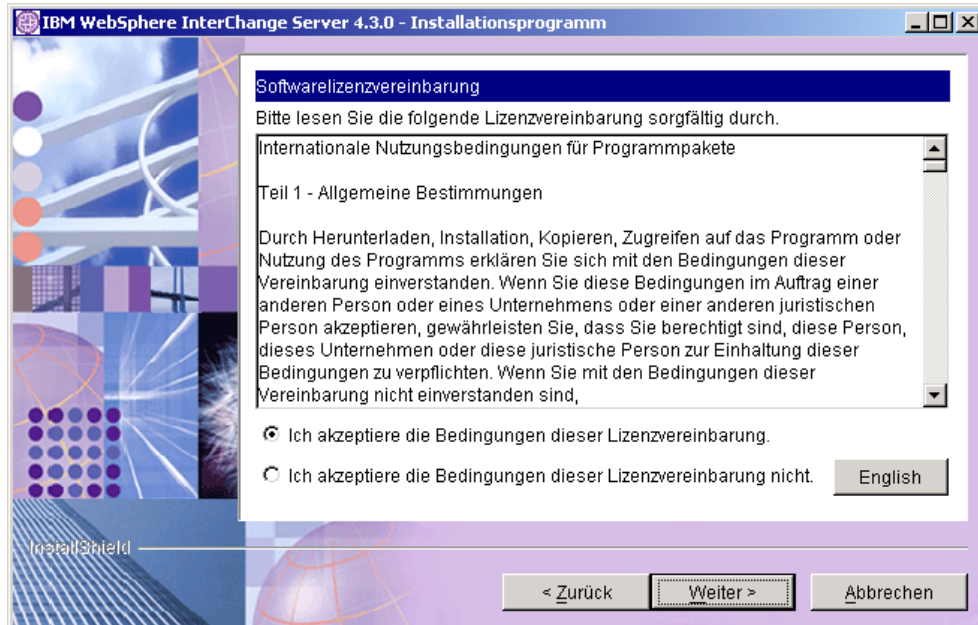 IBM WebSphere InterChange Server 4.3.0 - Installationsprogramm
Softwarelizenzvereinbarung
Bitte lesen Sie die folgende Lizenzvereinbarung sorgfältig durch.
Internationale Nutzungsbedingungen für Programmpakete
Teil 1 - Allgemeine Bestimmungen
Durch Herunterladen, Installation, Kopieren, Zugreifen auf das Programm oder
Nutzung des Programms erklären Sie sich mit den Bedingungen dieser
Vereinbarung einverstanden. Wenn Sie diese Bedingungen im Auftrag einer
anderen Person oder eines Unternehmens oder einer anderen juristischen
Person akzeptieren, gewährleisten Sie, dass Sie berechtigt sind, diese Person,
dieses Unternehmen oder diese juristische Person zur Einhaltung dieser
Bedingungen zu verpflichten. Wenn Sie mit den Bedingungen dieser
Vereinbarung nicht einverstanden sind,
Ich akzeptiere die Bedingungen dieser Lizenzvereinbarung.
Ich akzeptiere die Bedingungen dieser Lizenzvereinbarung nicht.
English
InstallShield
< Zurück
Weiter >
Abbrechen